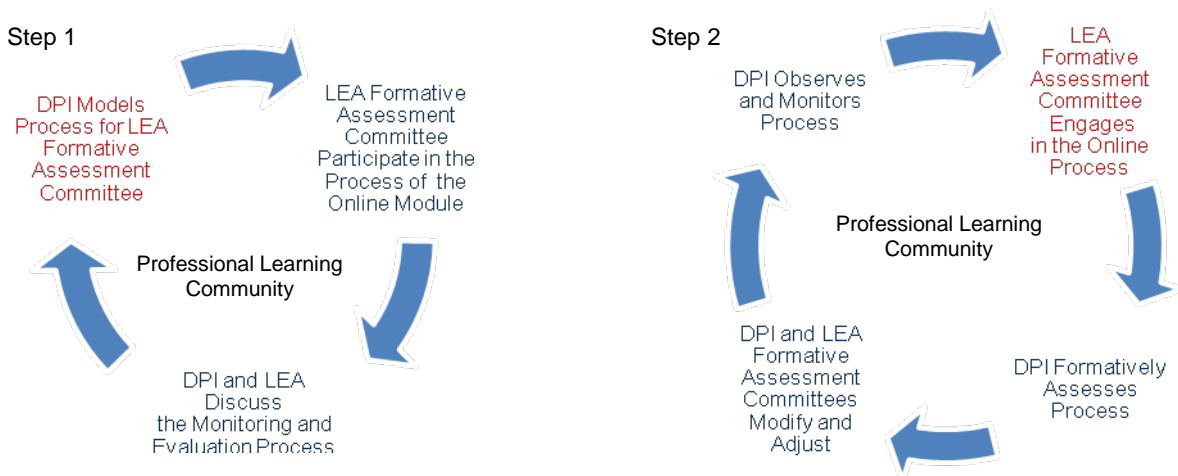 Step 1
DPI Models
Process for LEA
Formative
Assessment
Committee
LEA Formative
Assessment
Committee
Participate in the
Process of the
Online Module
Professional Learning
Community
DPI and LEA
Discuss
the Monitoring and
Evaluation Process
Step 2
DPI Observes
and Monitors
Process
LEA
Formative
Assessment
Committee
Engages
in the Online
Process
Professional Learning
Community
DPI Formatively
Assesses
Process
DPI and LEA
Formative
Assessment
Committees
Modify and
Adjust